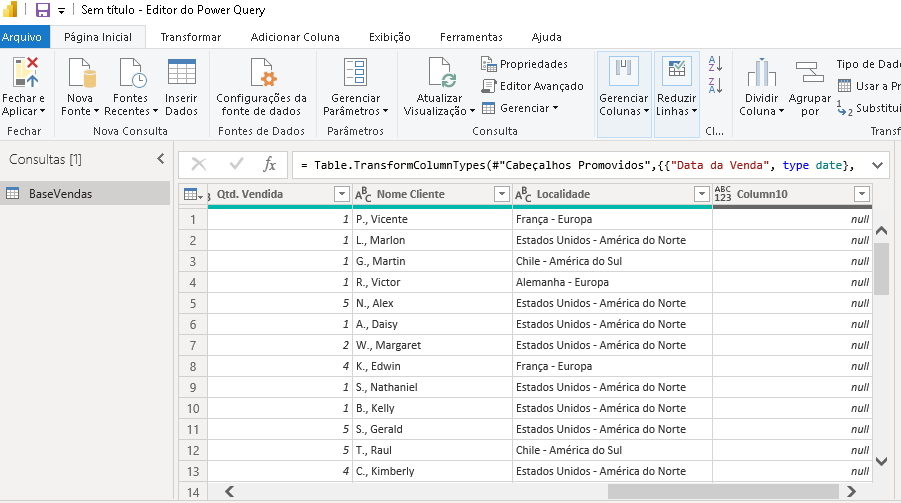 Sem título - Editor do Power Query
Arquivo Página Inicial Transformar Adicionar Coluna Exibição Ferramentas Ajuda
Fechar e Aplicar
Nova Fonte
Fontes Recentes
Inserir Dados
Configurações da fonte de dados
Gerenciar Parâmetros
Atualizar Visualização
Propriedades
Editor Avançado
Gerenciar
Gerenciar Colunas
Reduzir Linhas
Dividir Coluna
Agrupar por
Tipo de Dado
Usar a Pr
Substitui
Fechar Nova Consulta Fontes de Dados Parâmetros Consulta Cl... Transf
Consultas [1]
BaseVendas
fx = Table.TransformColumnTypes(#"Cabeçalhos Promovidos",{{"Data da Venda", type date},
Qtd. Vendida ABC Nome Cliente ABC Localidade ABC 123 Column10
1 1 P., Vicente França - Europa null
2 1 L., Marlon Estados Unidos - América do Norte null
3 1 G., Martin Chile - América do Sul null
4 1 R., Victor Alemanha - Europa null
5 5 N., Alex Estados Unidos - América do Norte null
6 1 A., Daisy Estados Unidos - América do Norte null
7 2 W., Margaret Estados Unidos - América do Norte null
8 4 K., Edwin França - Europa null
9 1 S., Nathaniel Estados Unidos - América do Norte null
10 1 B., Kelly Estados Unidos - América do Norte null
11 5 S., Gerald Estados Unidos - América do Norte null
12 5 T., Raul Chile - América do Sul null
13 4 C., Kimberly Estados Unidos - América do Norte null
14